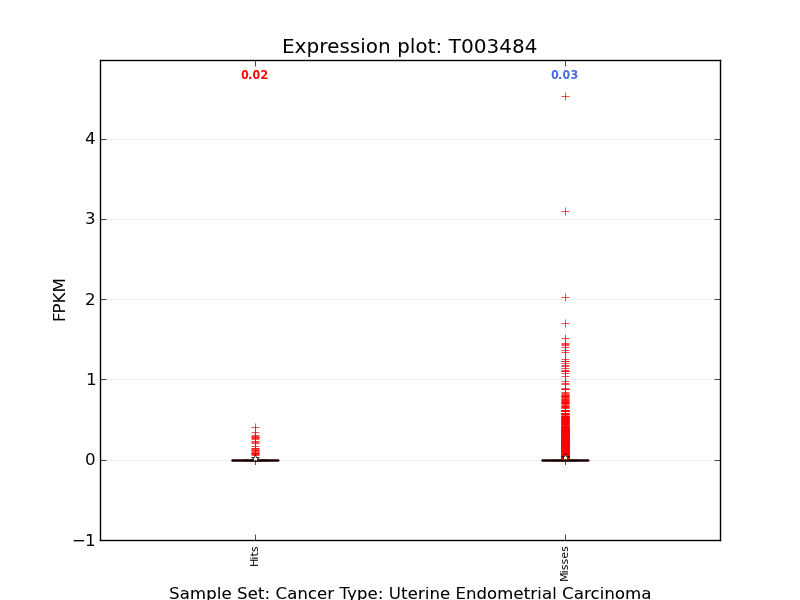 Expression plot: T003484
0.02
0.03
4
3
2
1
0
−1
FPKM
Hits
Misses
Sample Set: Cancer Type: Uterine Endometrial Carcinoma